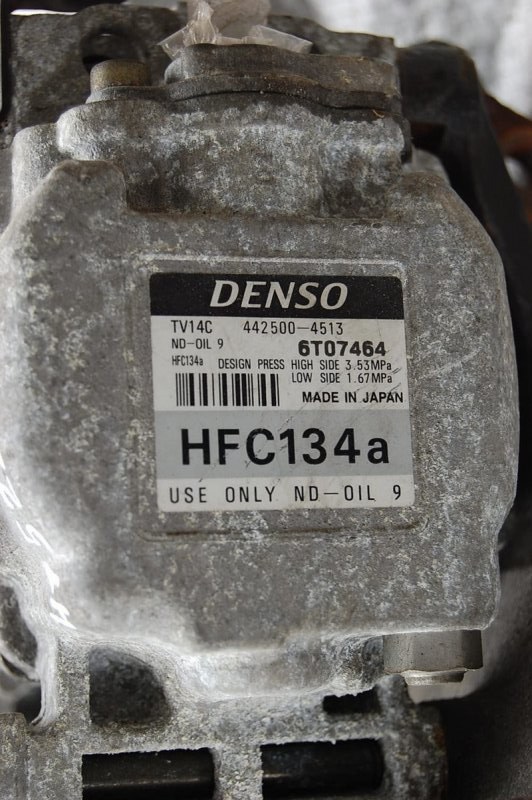 DENSO
TV14C 442500-4513
ND-OIL 9 6T07464
HFC134a DESIGN PRESS HIGH SIDE 3.53MPa
LOW SIDE 1.67MPa
MADE IN JAPAN
HFC134a
USE ONLY ND-OIL 9